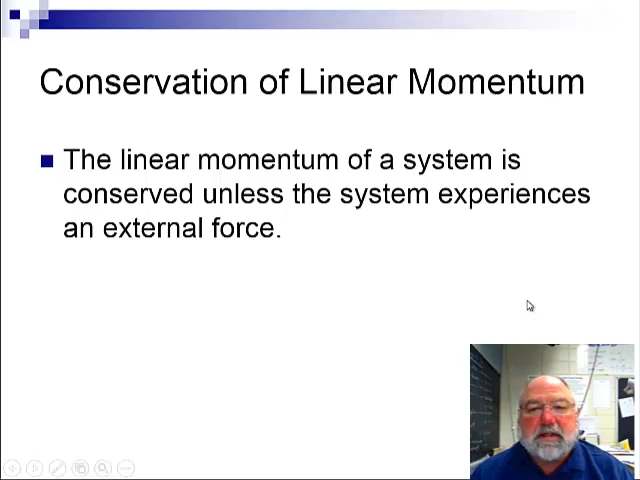 Conservation of Linear Momentum
The linear momentum of a system is
conserved unless the system experiences
an external force.